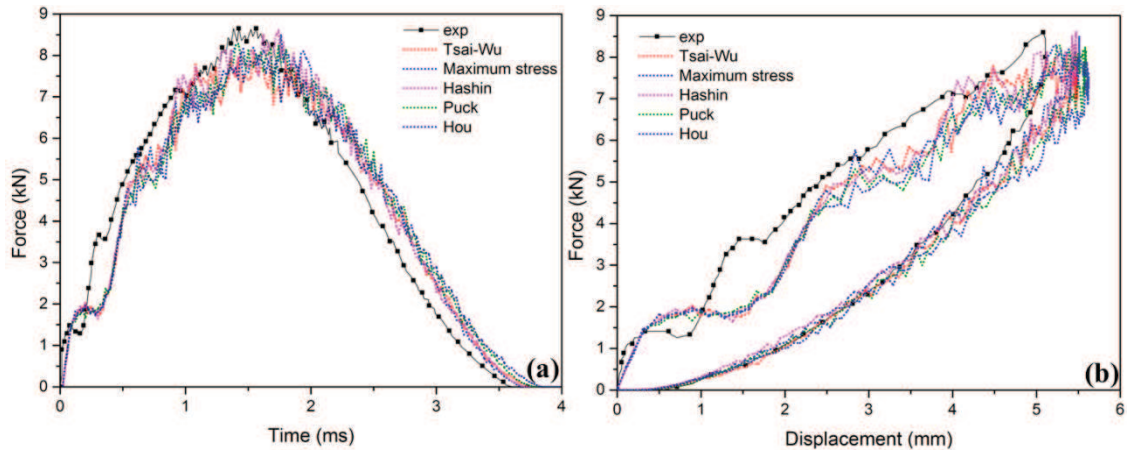 9
8
7
6
5
4
3
2
1
0
Force (kN)
exp
Tsai-Wu
Maximum stress
Hashin
Puck
Hou
(a)
0 1 2 3 4
Time (ms)
9
8
7
6
5
4
3
2
1
0
Force (kN)
exp
Tsai-Wu
Maximum stress
Hashin
Puck
Hou
(b)
0 1 2 3 4 5 6
Displacement (mm)